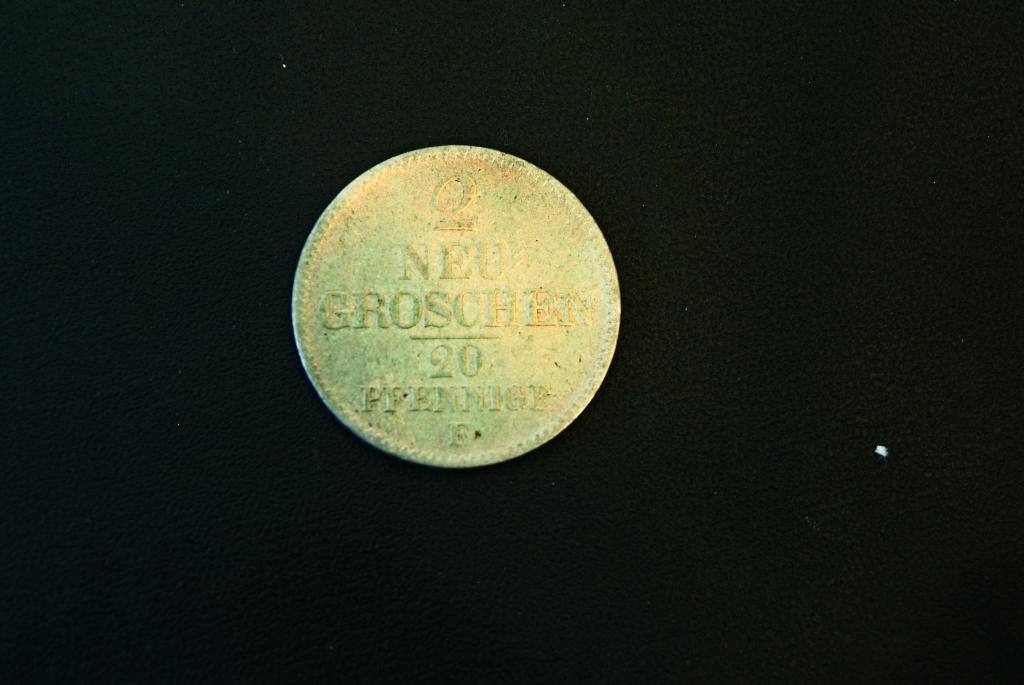 2
NEU
GROSCHEN
20
PFENNIGE
F